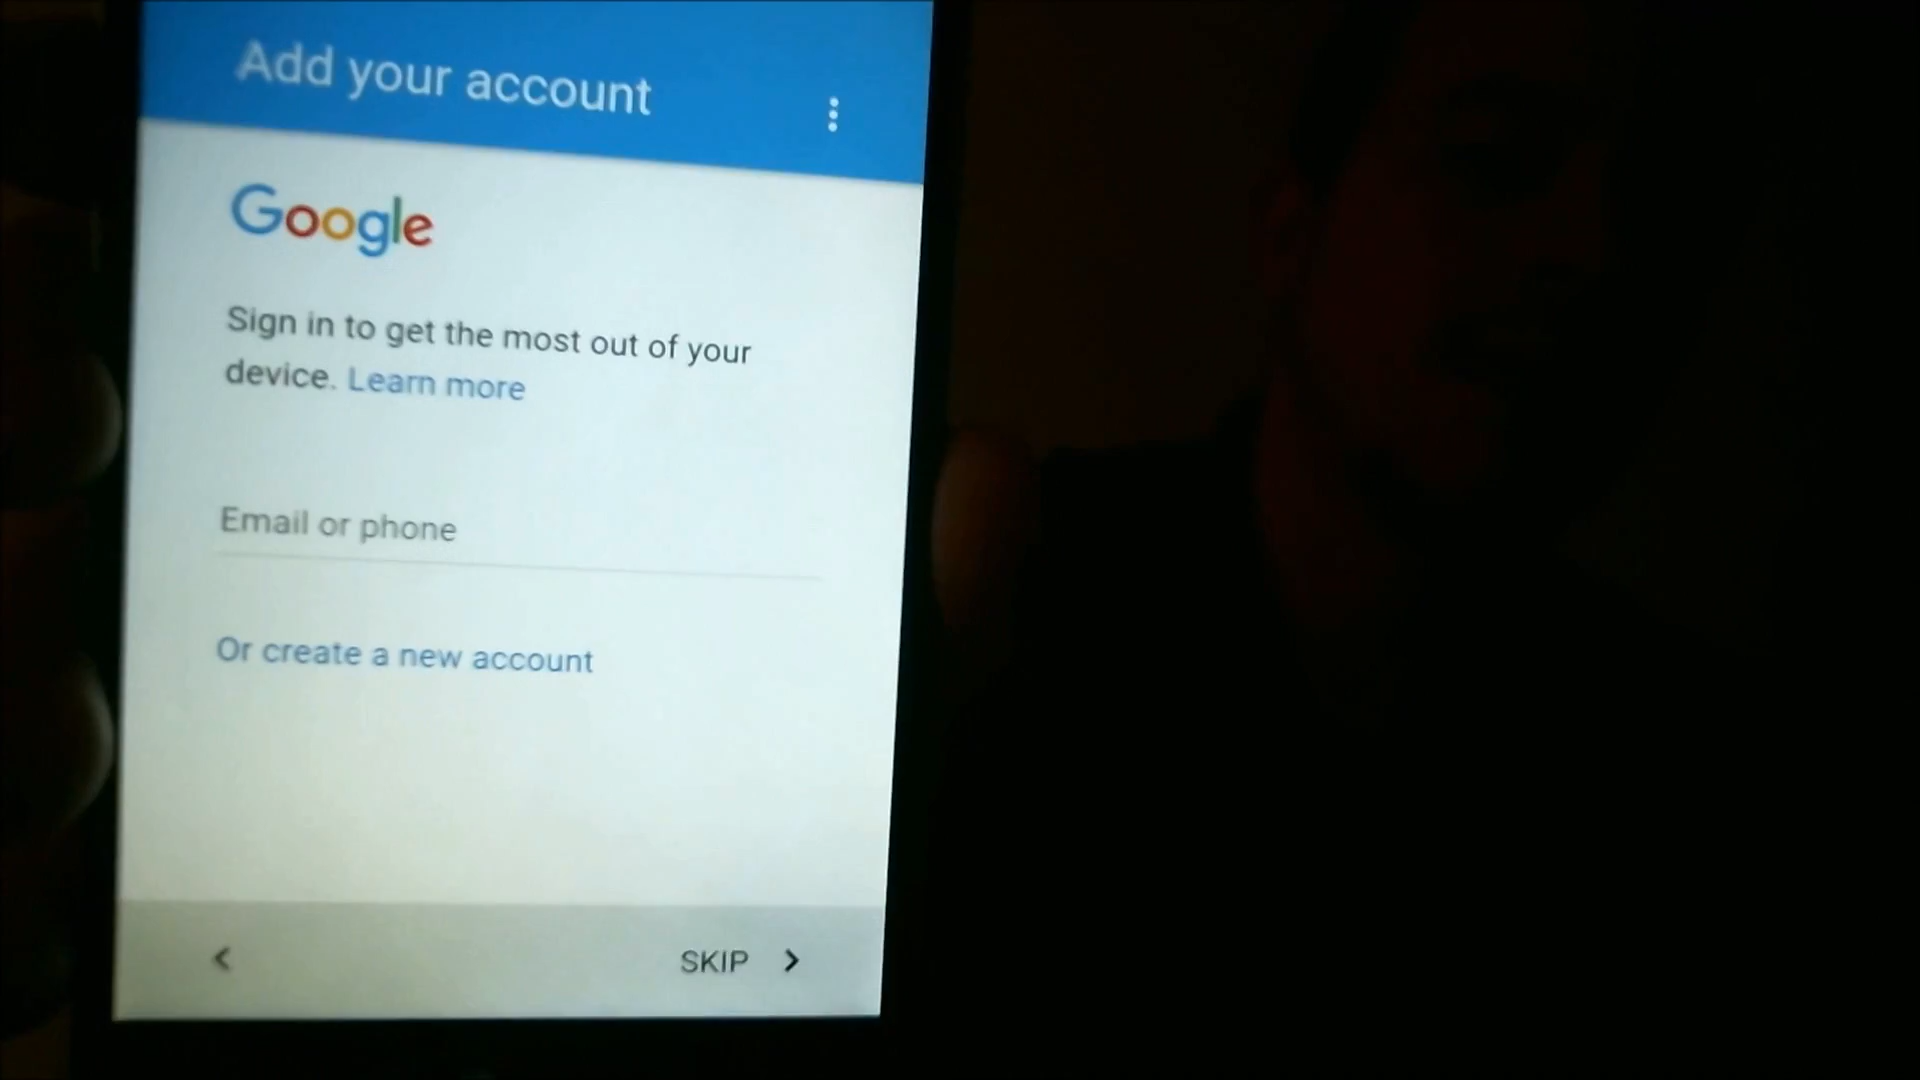 Add your account
Google
Sign in to get the most out of your
device. Learn more
Email or phone
Or create a new account
SKIP